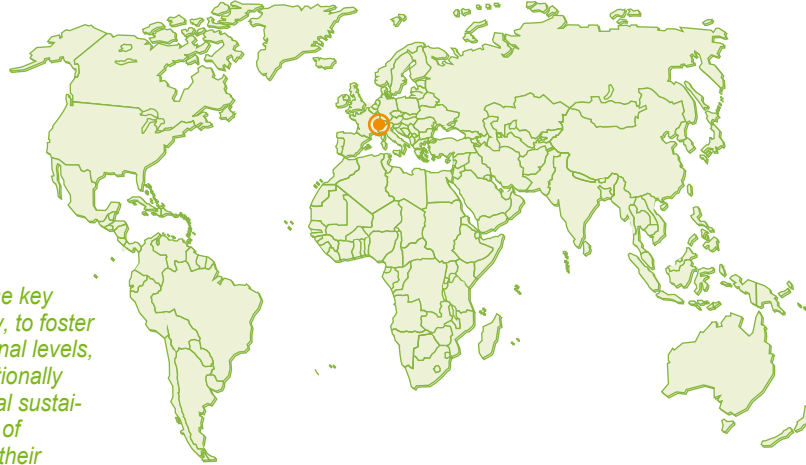 e key
, to foster
nal levels,
tionally
al sustai-
of
their